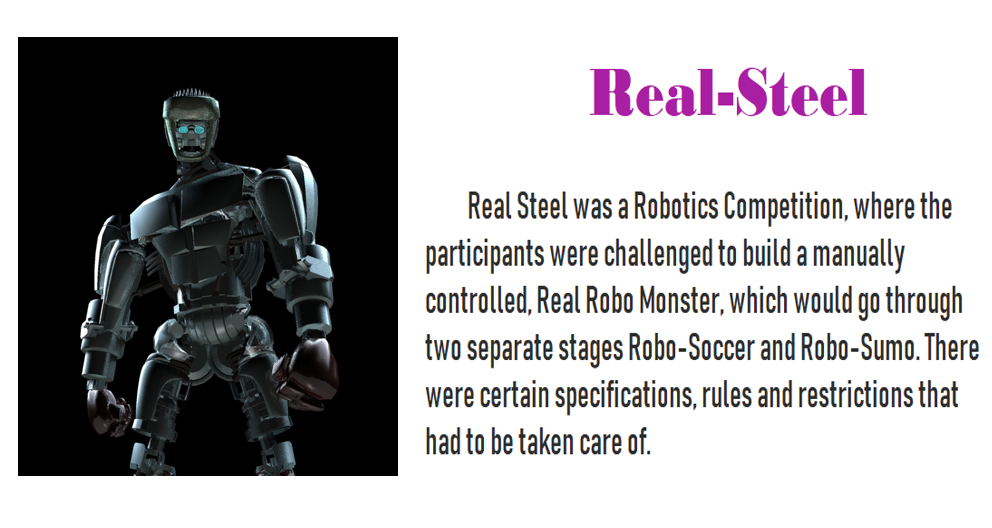 Real-Steel
Real Steel was a Robotics Competition, where the
participants were challenged to build a manually
controlled, Real Robo Monster, which would go through
two separate stages Robo-Soccer and Robo-Sumo. There
were certain specifications, rules and restrictions that
had to be taken care of.